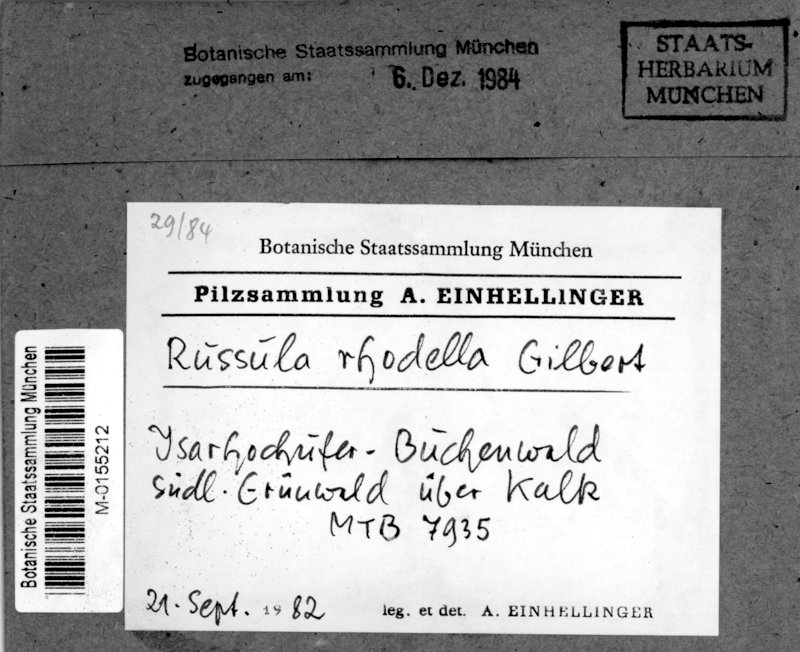 Botanische Staatssammlung München
zugegangen am: 6. Dez. 1984
STAATS-
HERBARIUM
MÜNCHEN
29/84
Botanische Staatssammlung München
Pilzsammlung A. EINHELLINGER
Russula rhodella Gilbert
Isarhochufer-Buchenwald
südl. Grünwald über Kalk
MTB 7935
21. Sept. 1982 leg. et det. A. EINHELLINGER
Botanische Staatssammlung München
M-0155212